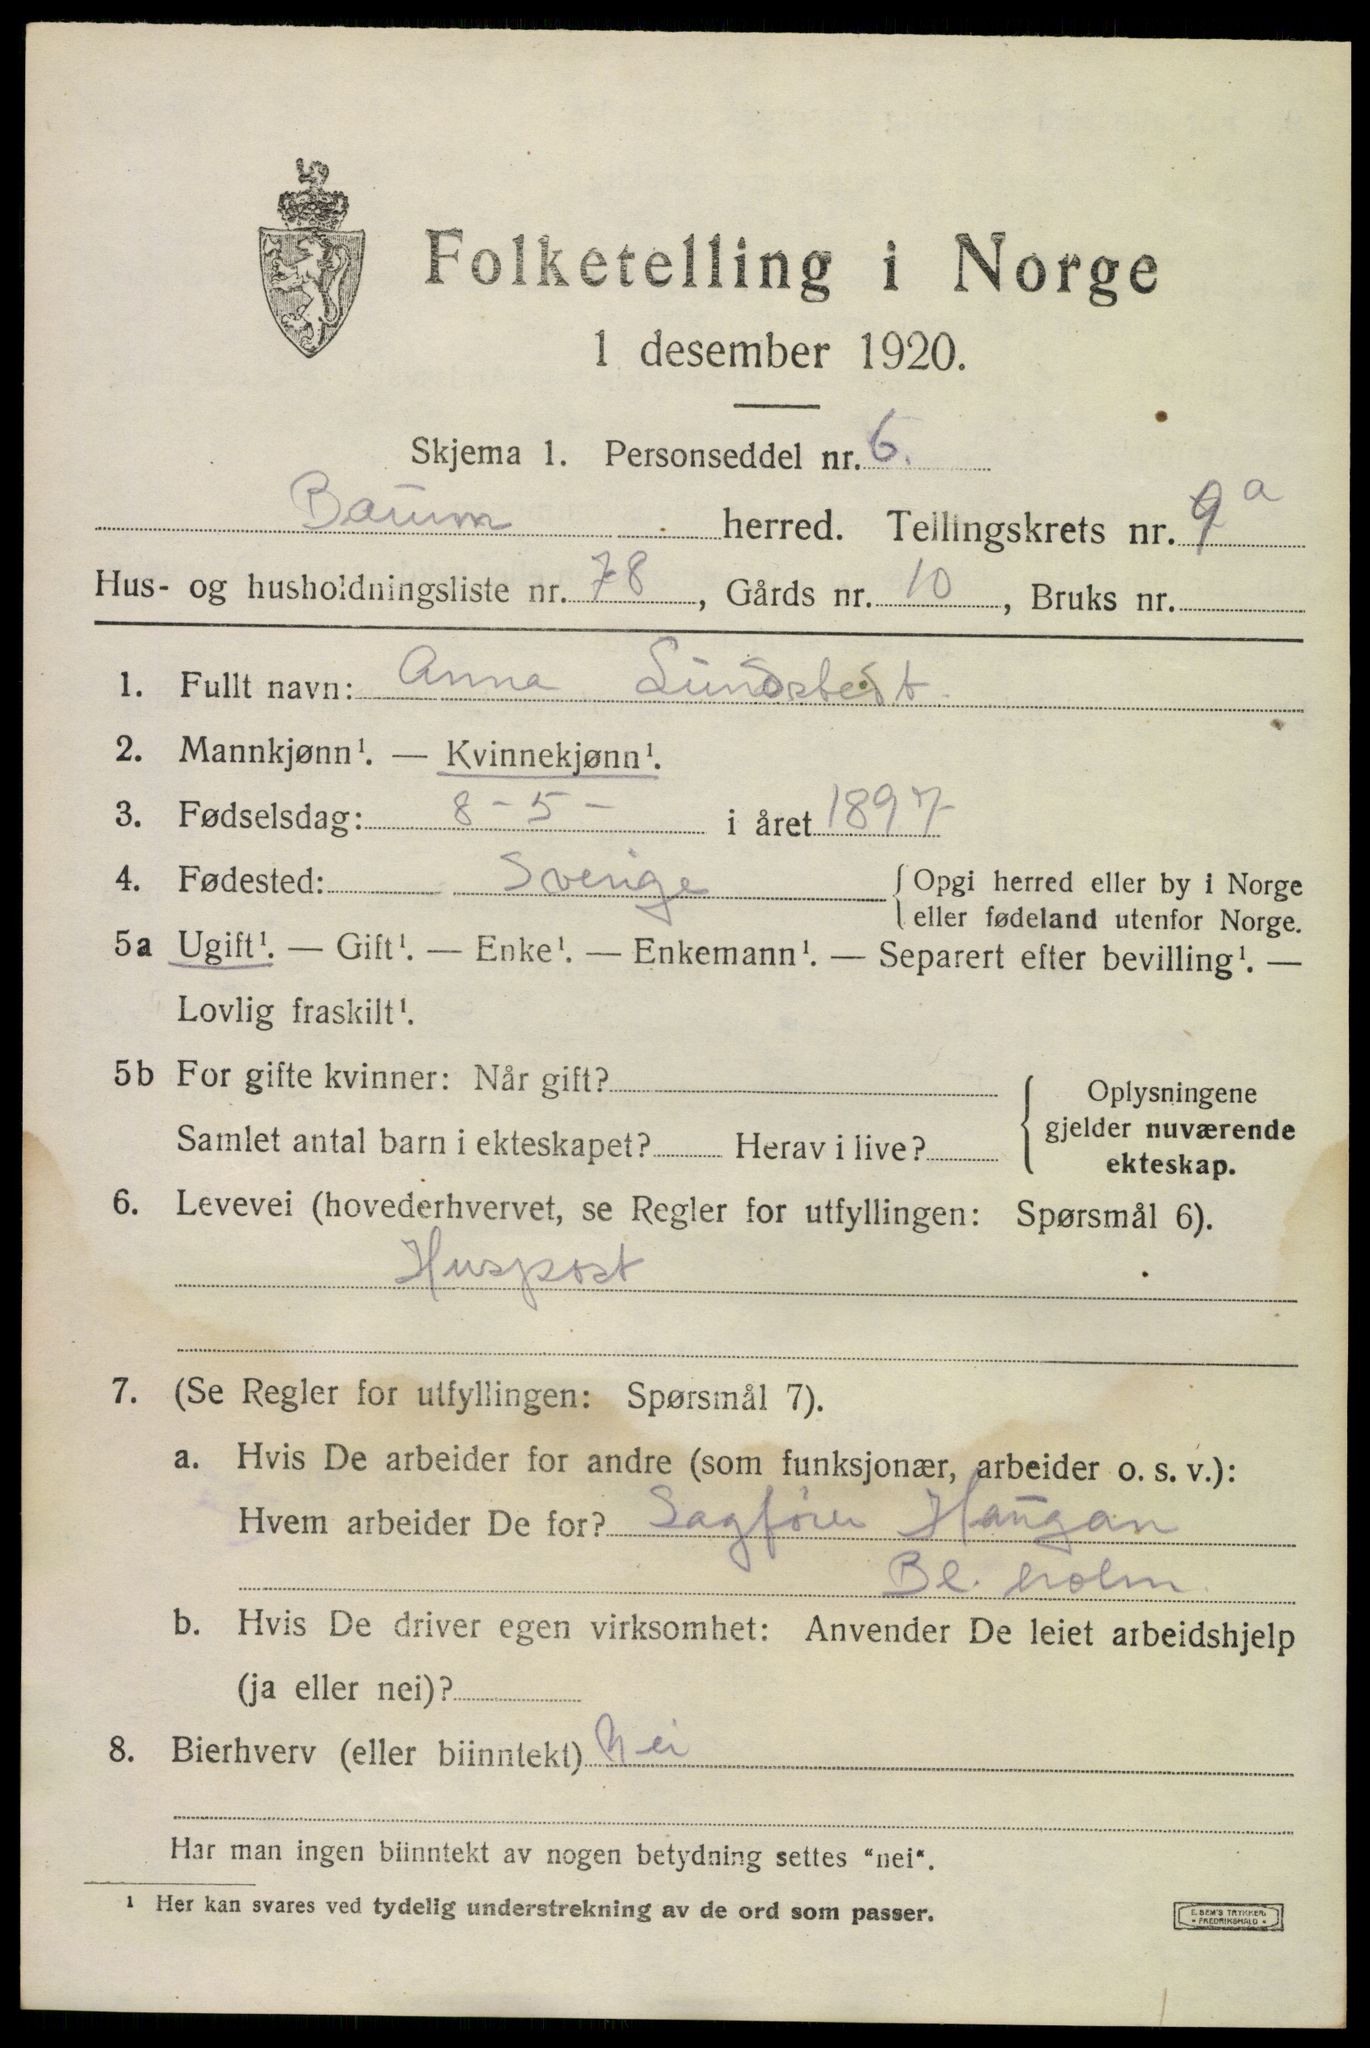 Folketelling i Norge
1 desember 1920.
Skjema 1. Personseddel nr. 6.
Bærum herred. Tellingskrets nr. 9a
Hus- og husholdningsliste nr. 78, Gårds nr. 10, Bruks nr.
1. Fullt navn: Anna
2. Mannkjønn¹. — Kvinnekjønn¹.
3. Fødselsdag: 8-5- i året 1897
4. Fødested: Sverige {Opgi herred eller by i Norge
eller fødeland utenfor Norge.
5a Ugift¹. — Gift¹. — Enke¹. — Enkemann¹. — Separert efter bevilling¹. —
Lovlig fraskilt¹.
5b For gifte kvinner: Når gift?
Samlet antal barn i ekteskapet? Herav i live?
{Oplysningene
gjelder nuværende
ekteskap.
6. Levevei (hovederhvervet, se Regler for utfyllingen: Spørsmål 6).
Huspost
7. (Se Regler for utfyllingen: Spørsmål 7).
a. Hvis De arbeider for andre (som funksjonær, arbeider o. s. v.):
Hvem arbeider De for? Sagfører Haugan
Bl. holm.
b. Hvis De driver egen virksomhet: Anvender De leiet arbeidshjelp
(ja eller nei)?
8. Bierhverv (eller biinntekt) Nei
Har man ingen biinntekt av nogen betydning settes "nei".
¹ Her kan svares ved tydelig understrekning av de ord som passer.
E. SEM'S TRYKKERI
• FREDRIKSHALD •